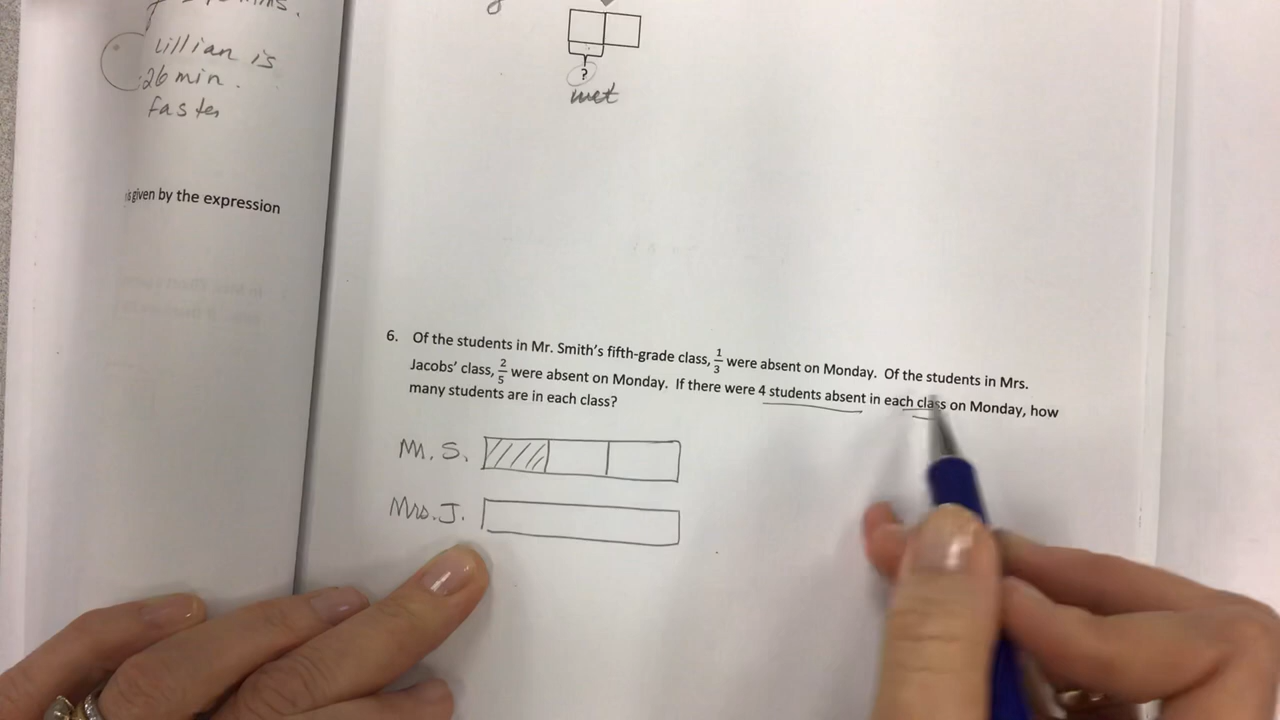 Lillian is
26 min.
faster
given by the expression
?
met
6. Of the students in Mr. Smith's fifth-grade class, 1/3 were absent on Monday. Of the students in Mrs.
Jacobs' class, 2/5 were absent on Monday. If there were 4 students absent in each class on Monday, how
many students are in each class?
M. S.
Mrs. J.